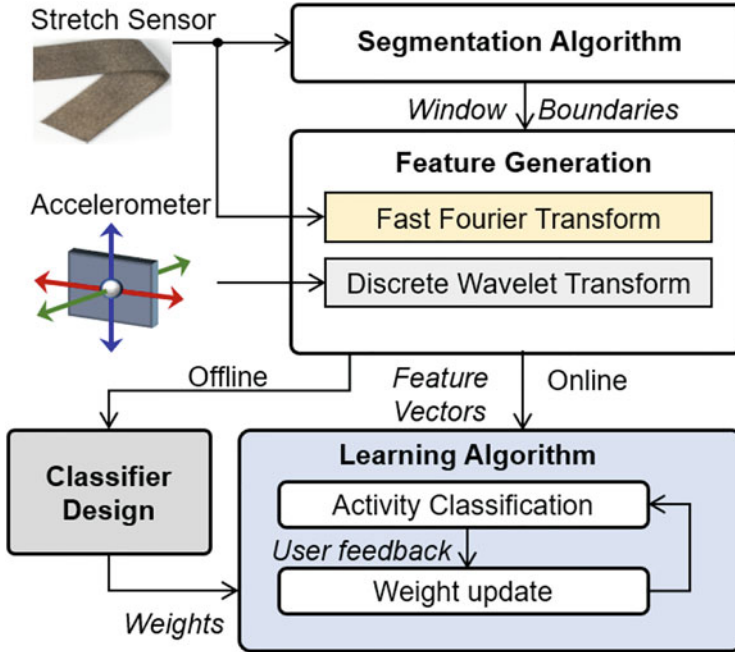 Stretch Sensor
Segmentation Algorithm
Window Boundaries
Feature Generation
Accelerometer
Fast Fourier Transform
Discrete Wavelet Transform
Offline
Feature
Vectors
Online
Classifier
Design
Learning Algorithm
Activity Classification
User feedback
Weight update
Weights